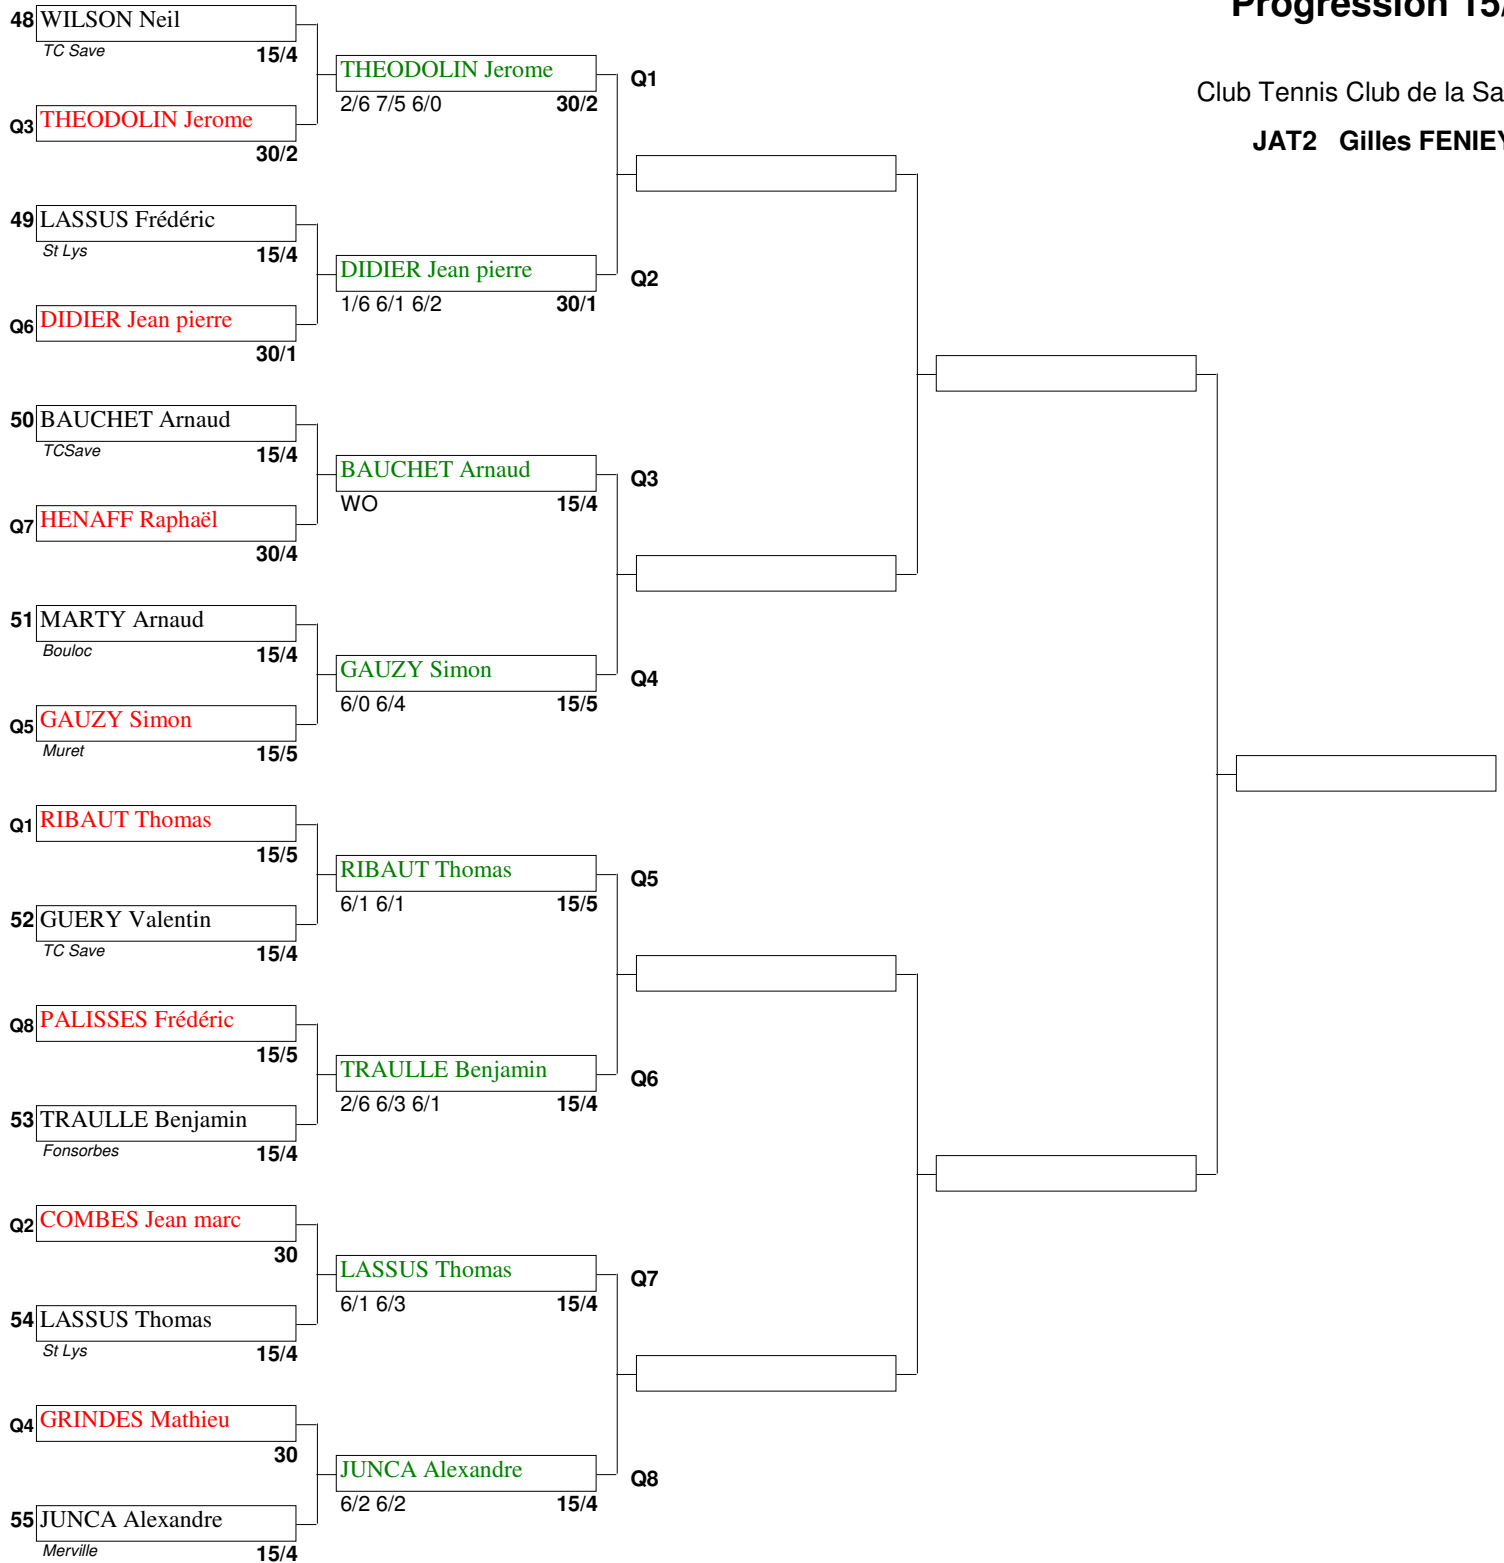 Progression 15/
Club Tennis Club de la Sa
JAT2 Gilles FENIEY
48 WILSON Neil
TC Save 15/4
THEODOLIN Jerome Q1
2/6 7/5 6/0 30/2
Q3 THEODOLIN Jerome
30/2
49 LASSUS Frédéric
St Lys 15/4
DIDIER Jean pierre Q2
1/6 6/1 6/2 30/1
Q6 DIDIER Jean pierre
30/1
50 BAUCHET Arnaud
TCSave 15/4
BAUCHET Arnaud Q3
WO 15/4
Q7 HENAFF Raphaël
30/4
51 MARTY Arnaud
Bouloc 15/4
GAUZY Simon Q4
6/0 6/4 15/5
Q5 GAUZY Simon
Muret 15/5
Q1 RIBAUT Thomas
15/5
RIBAUT Thomas Q5
6/1 6/1 15/5
52 GUERY Valentin
TC Save 15/4
Q8 PALISSES Frédéric
15/5
TRAULLE Benjamin Q6
2/6 6/3 6/1 15/4
53 TRAULLE Benjamin
Fonsorbes 15/4
Q2 COMBES Jean marc
30
LASSUS Thomas Q7
6/1 6/3 15/4
54 LASSUS Thomas
St Lys 15/4
Q4 GRINDES Mathieu
30
JUNCA Alexandre Q8
6/2 6/2 15/4
55 JUNCA Alexandre
Merville 15/4